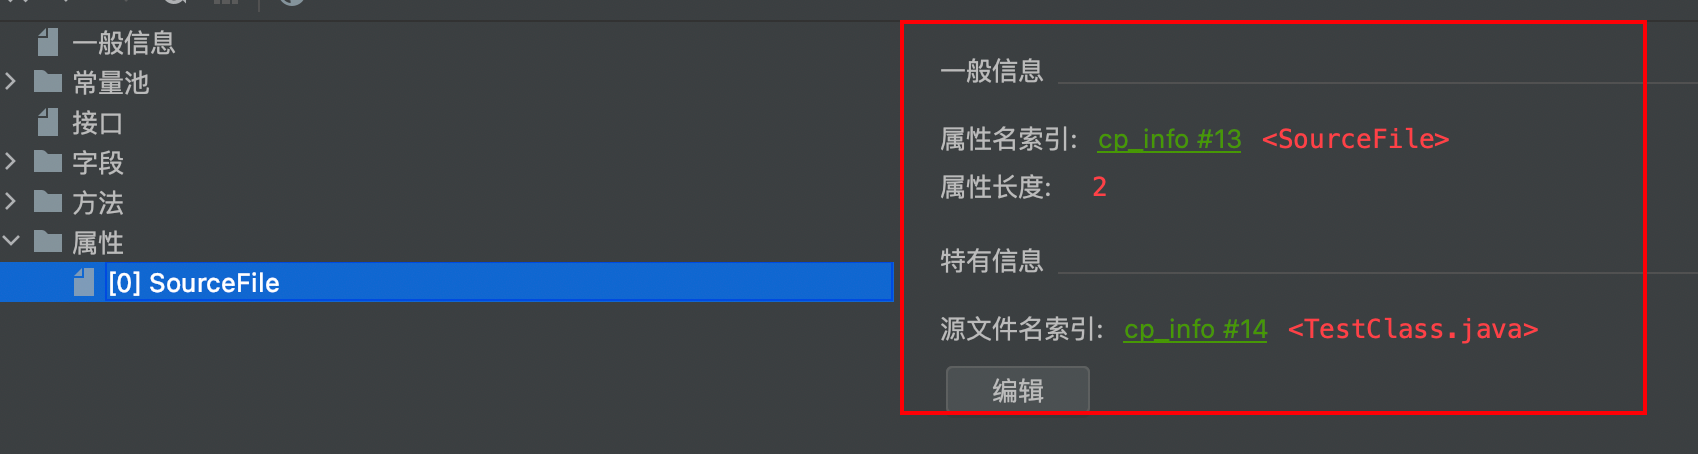 一般信息
常量池
接口
字段
方法
属性
[0] SourceFile
一般信息
属性名索引: cp_info #13 <SourceFile>
属性长度: 2
特有信息
源文件名索引: cp_info #14 <TestClass.java>
编辑